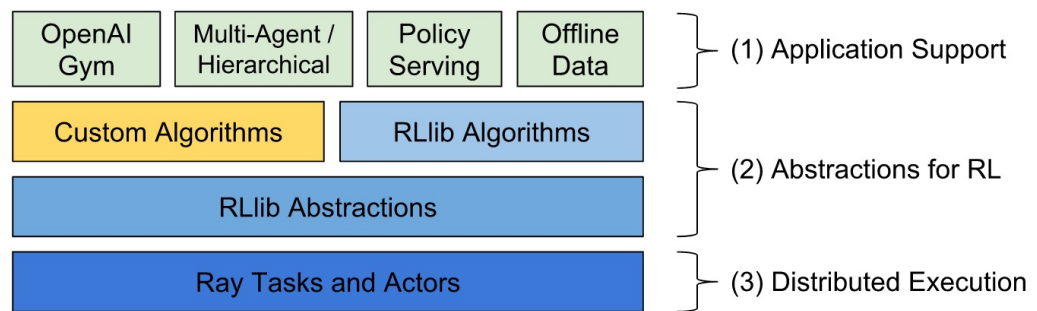 OpenAI
Gym
Multi-Agent /
Hierarchical
Policy
Serving
Offline
Data
(1) Application Support
Custom Algorithms
RLlib Algorithms
(2) Abstractions for RL
RLlib Abstractions
Ray Tasks and Actors
(3) Distributed Execution